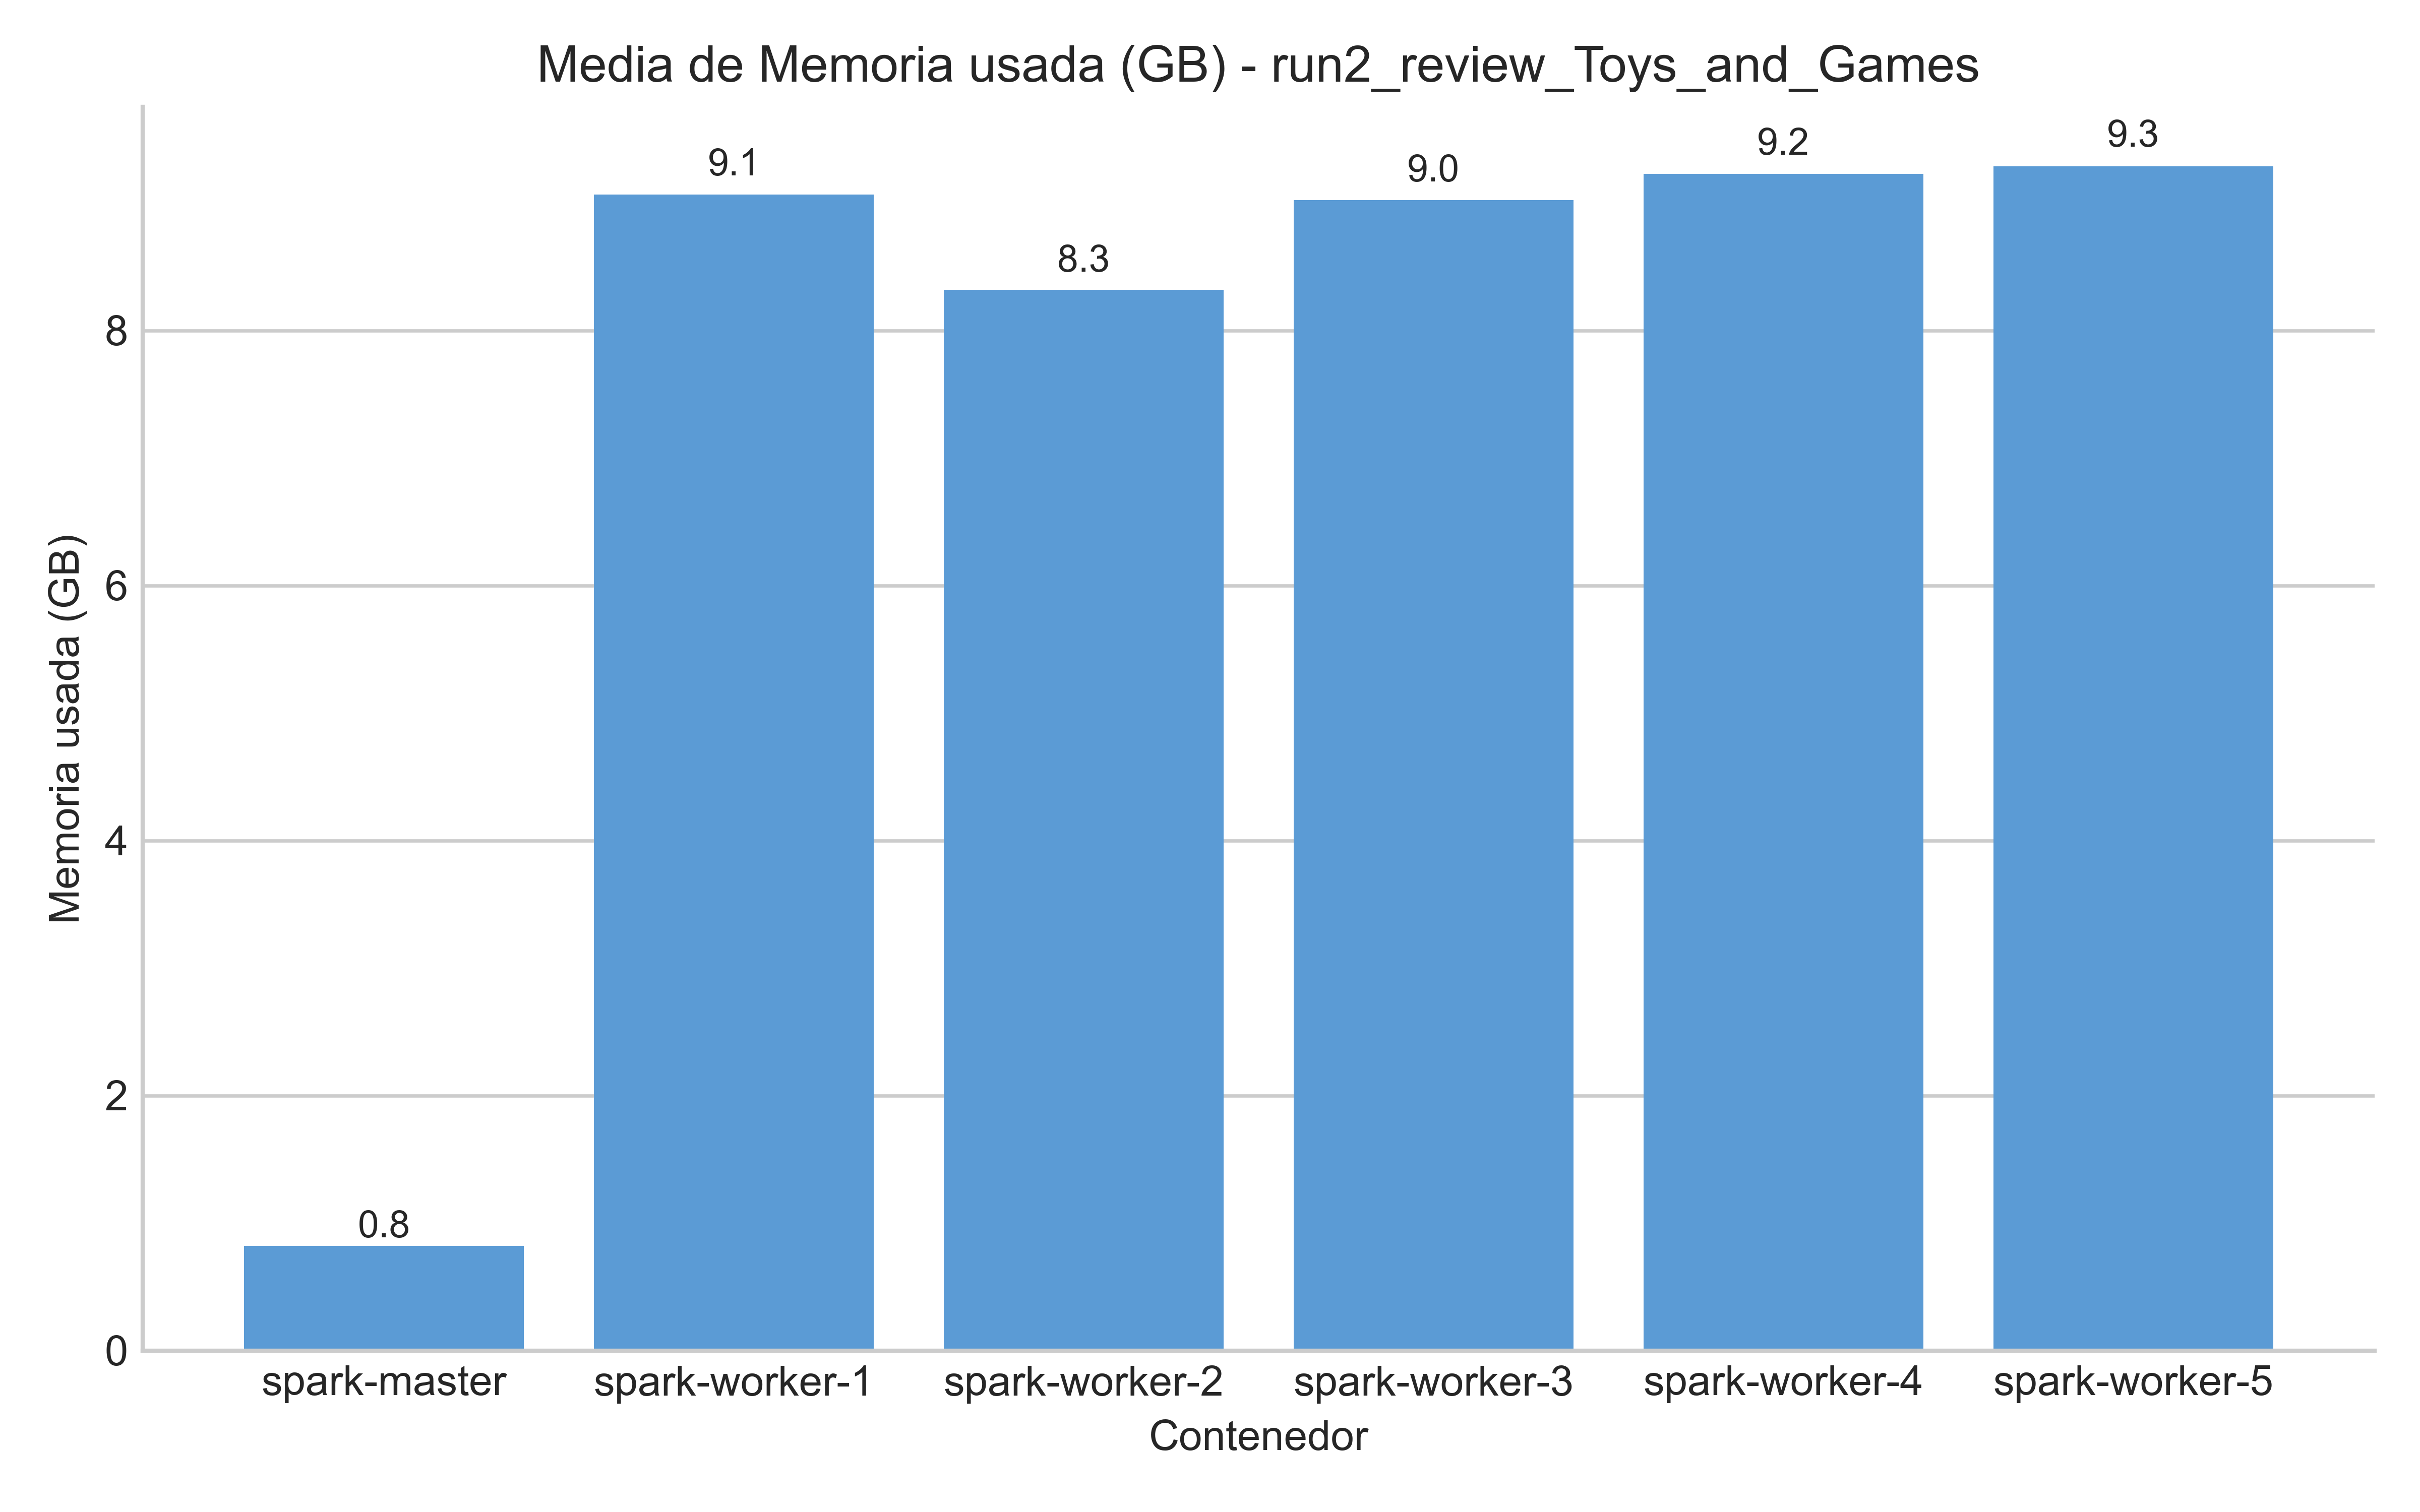 Media de Memoria usada (GB) - run2_review_Toys_and_Games
Memoria usada (GB)
8
6
4
2
0
0.8
9.1
8.3
9.0
9.2
9.3
spark-master
spark-worker-1
spark-worker-2
spark-worker-3
spark-worker-4
spark-worker-5
Contenedor